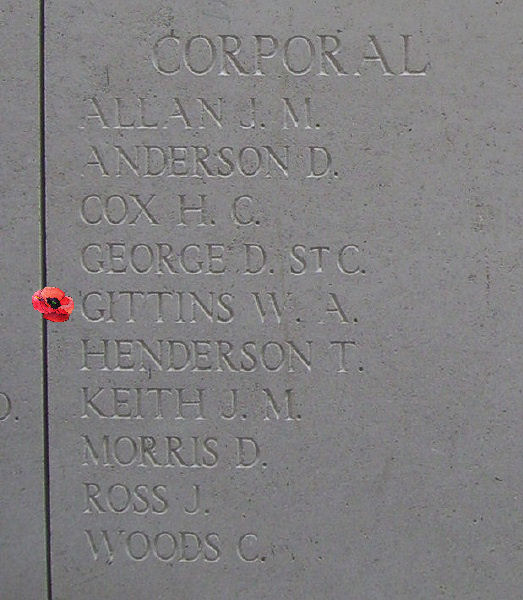 CORPORAL
ALLAN J. M.
ANDERSON D.
COX H. C.
GEORGE D. ST C.
GITTINS W. A.
HENDERSON T.
KEITH J. M.
MORRIS D.
ROSS J.
WOODS C.